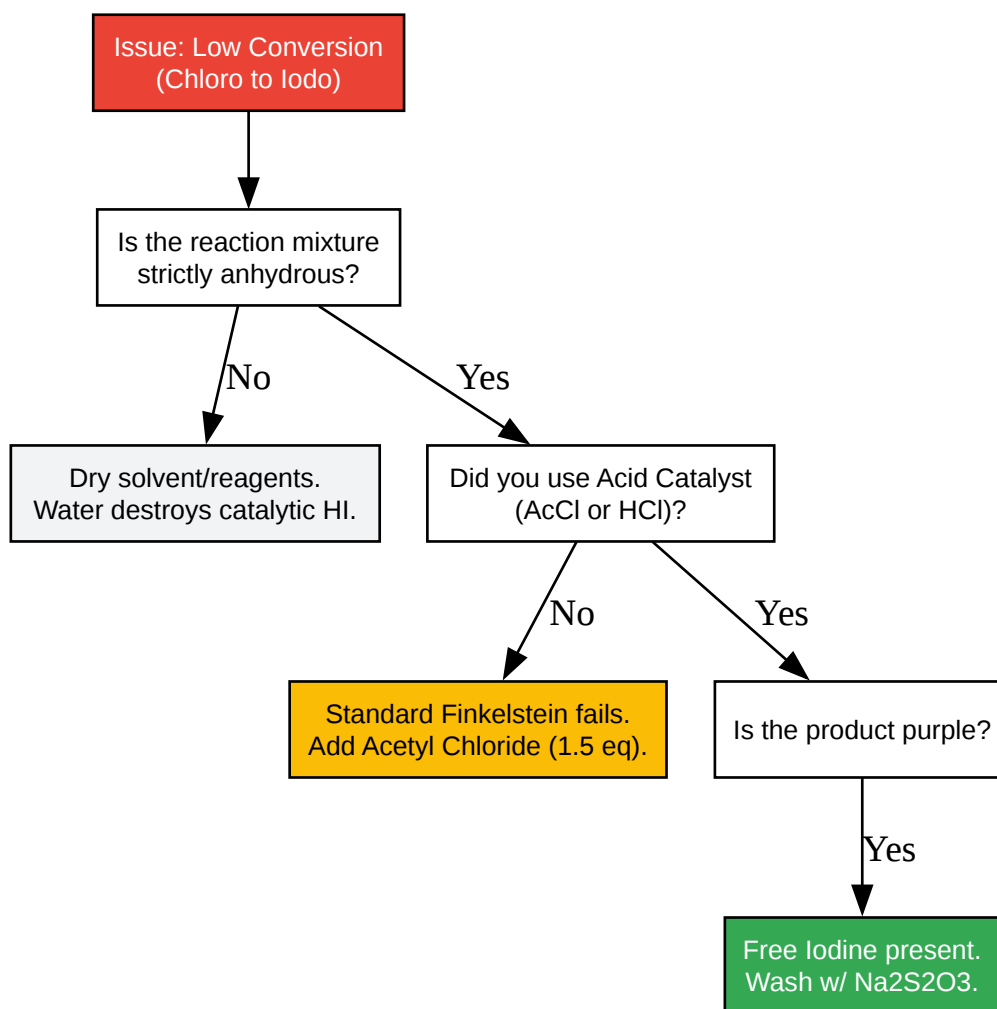 Issue: Low Conversion
(Chloro to Iodo)
Is the reaction mixture
strictly anhydrous?
No
Yes
Dry solvent/reagents.
Water destroys catalytic HI.
Did you use Acid Catalyst
(AcCl or HCl)?
No
Yes
Standard Finkelstein fails.
Add Acetyl Chloride (1.5 eq).
Is the product purple?
Yes
Free Iodine present.
Wash w/ Na2S2O3.